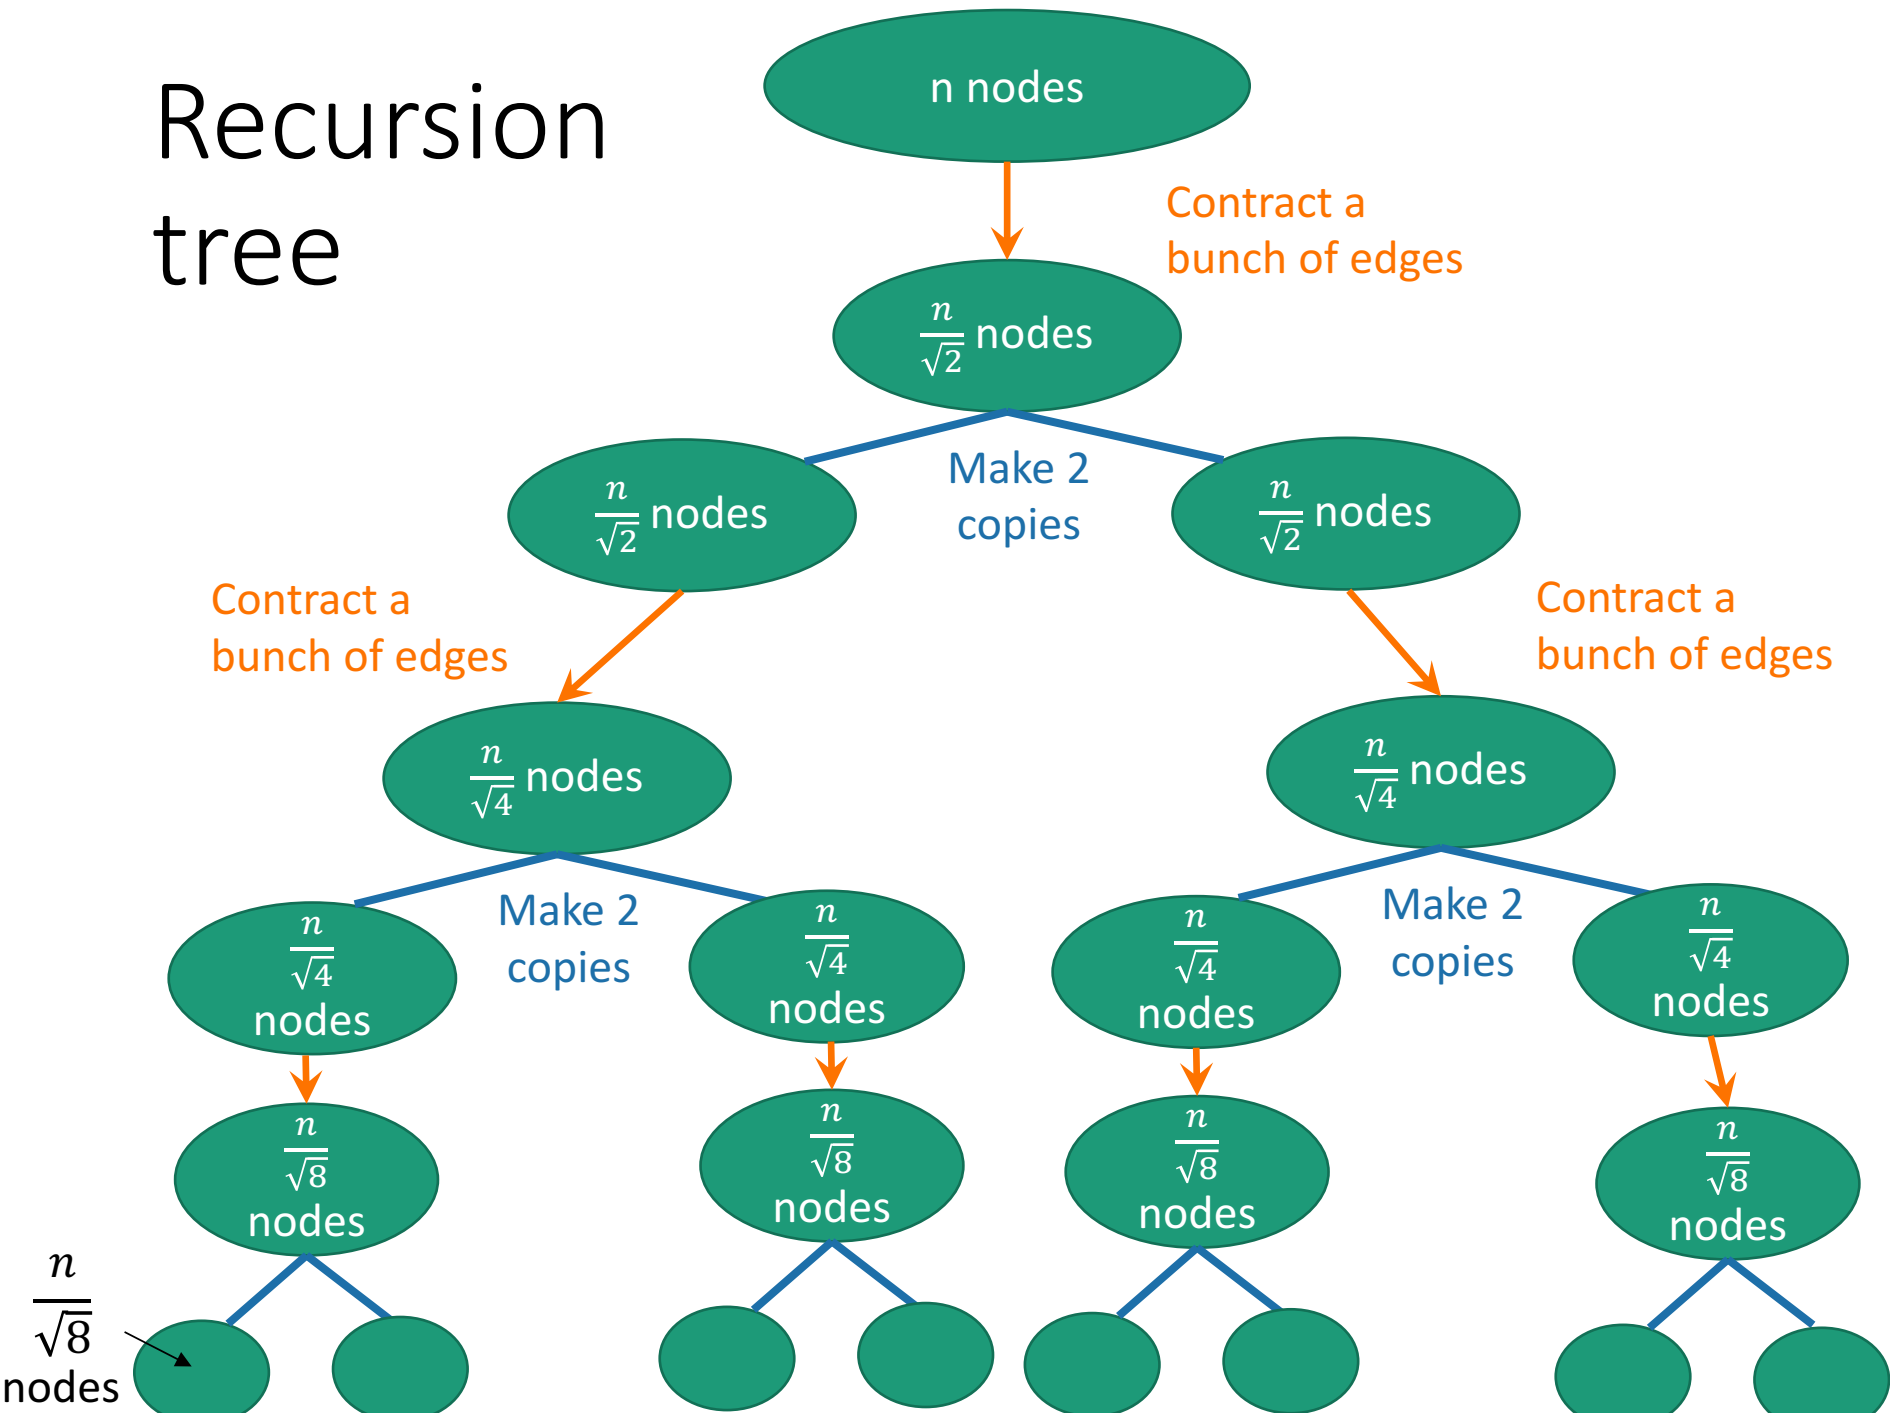 Recursion
tree
n nodes
Contract a
bunch of edges
n/√2 nodes
Make 2
copies
n/√2 nodes
n/√2 nodes
Contract a
bunch of edges
Contract a
bunch of edges
n/√4 nodes
n/√4 nodes
Make 2
copies
Make 2
copies
n/√4
nodes
n/√4
nodes
n/√4
nodes
n/√4
nodes
n/√8
nodes
n/√8
nodes
n/√8
nodes
n/√8
nodes
n/√8
nodes